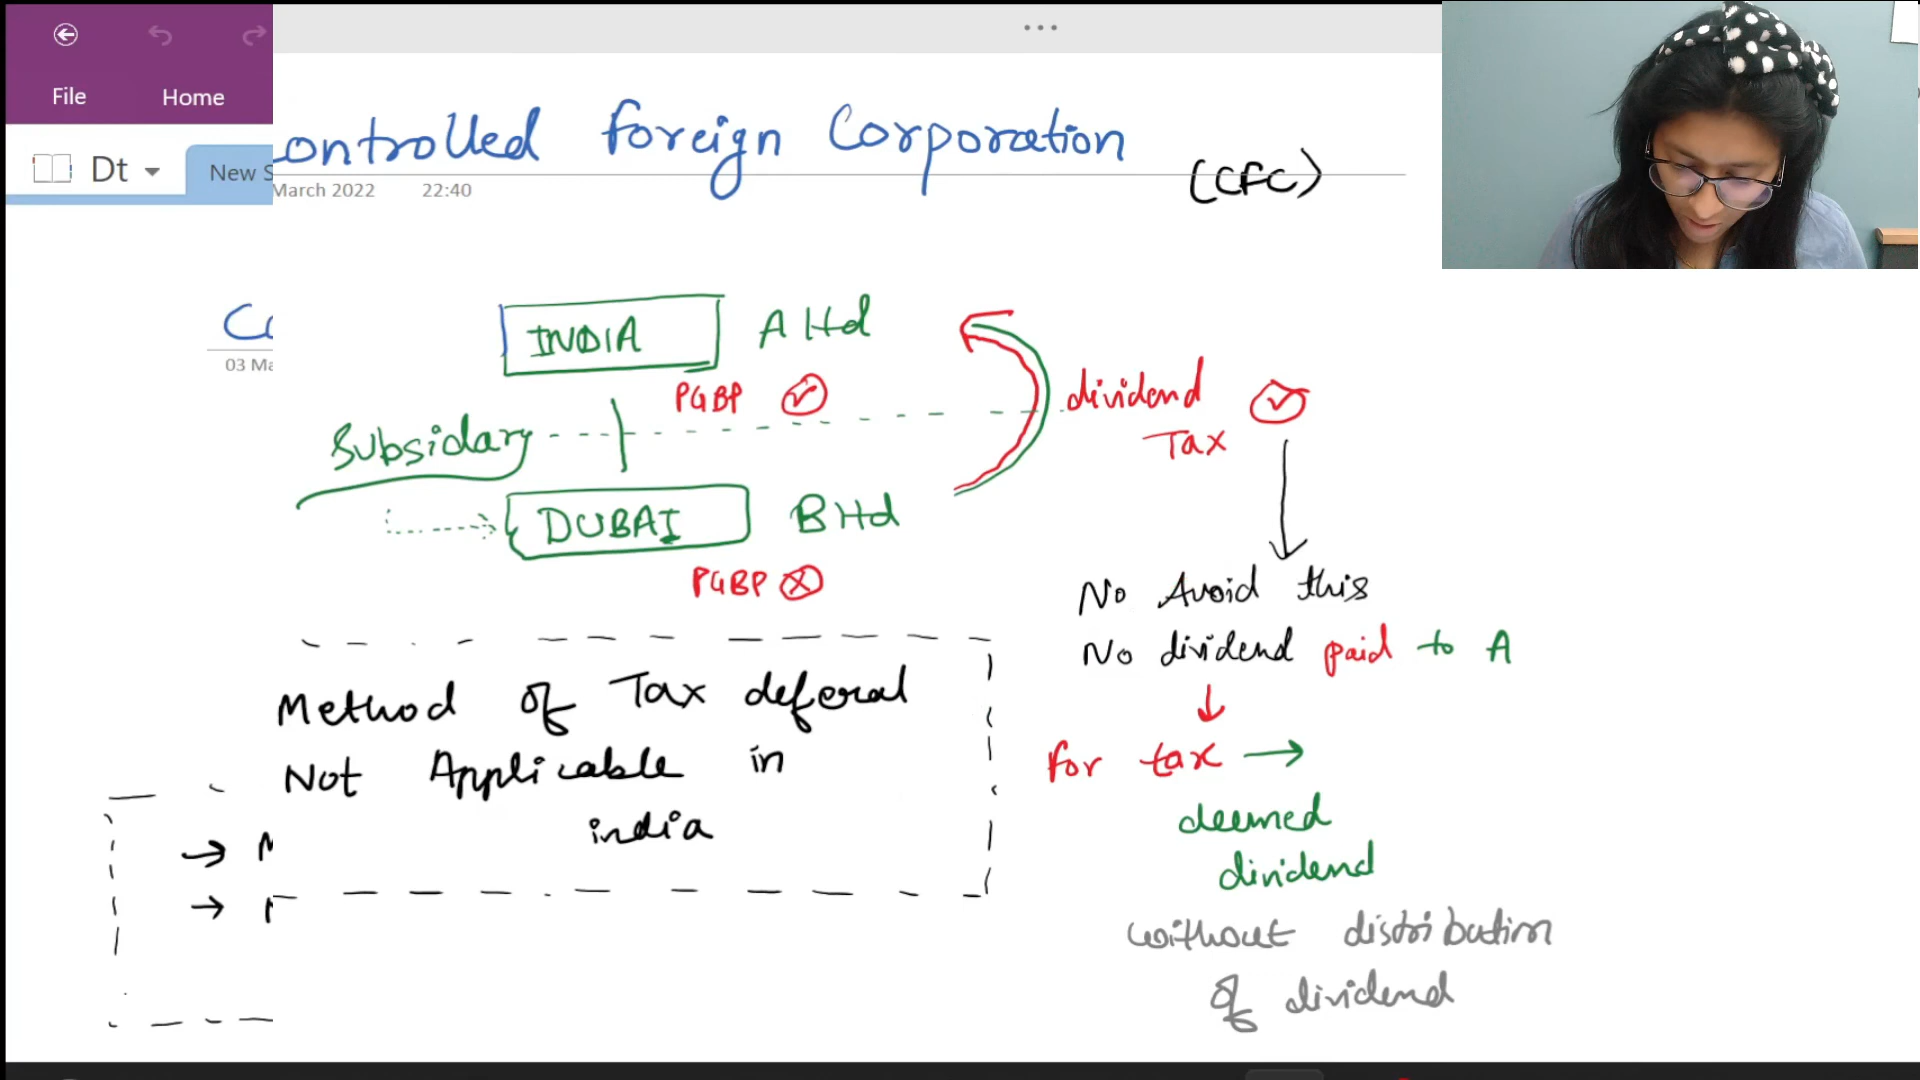 File
Home
Dt
New S
ontrolled foreign Corporation
(CFC)
March 2022
22:40
Co
03 Ma
INDIA
A Ltd
PGBP
dividend
Tax
Subsidary
DUBAI
B Ltd
PGBP
No Avoid this
No dividend paid to A
for tax →
deemed
dividend
without distribution
of dividend
Method of Tax deferal
Not Applicable in
india
→ M
→